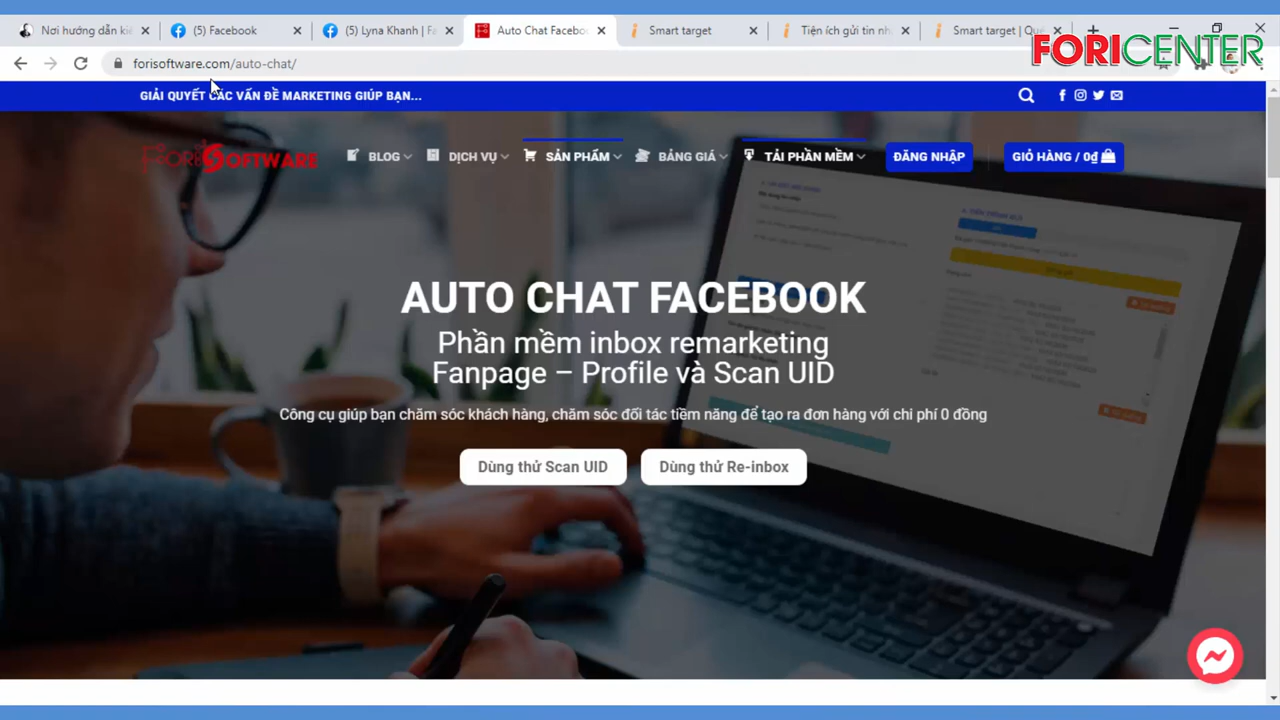 Nơi hướng dẫn kiế
(5) Facebook
(5) Lyna Khanh | Fa
Auto Chat Faceboo
Smart target
Tiện ích gửi tin nh
Smart target | Qu
FORICENTER
forisoftware.com/auto-chat/
GIẢI QUYẾT CÁC VẤN ĐỀ MARKETING GIÚP BẠN...
FORISOFTWARE
BLOG
DỊCH VỤ
SẢN PHẨM
BẢNG GIÁ
TẢI PHẦN MỀM
ĐĂNG NHẬP
GIỎ HÀNG / 0₫
AUTO CHAT FACEBOOK
Phần mềm inbox remarketing
Fanpage – Profile và Scan UID
Công cụ giúp bạn chăm sóc khách hàng, chăm sóc đối tác tiềm năng để tạo ra đơn hàng với chi phí 0 đồng
Dùng thử Scan UID
Dùng thử Re-inbox